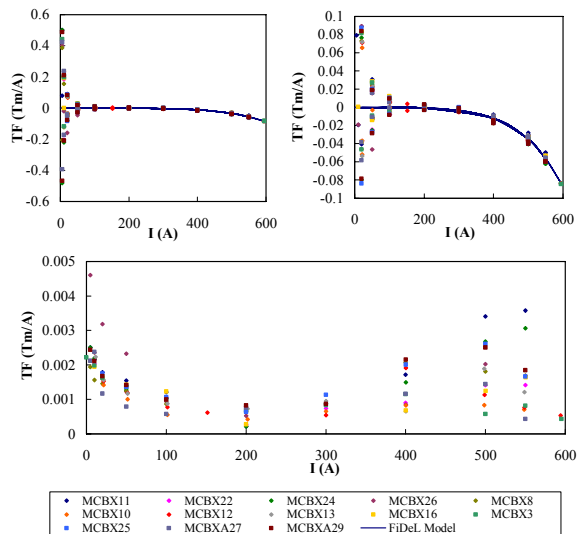 0.6
0.4
0.2
0
-0.2
-0.4
-0.6
TF (Tm/A)
0 200 400 600
I (A)
0.1
0.08
0.06
0.04
0.02
0
-0.02
-0.04
-0.06
-0.08
-0.1
TF (Tm/A)
0 200 400 600
I (A)
0.005
0.004
0.003
0.002
0.001
0
TF (Tm/A)
0 100 200 300 400 500 600
I (A)
MCBX11 MCBX22 MCBX24 MCBX26 MCBX8
MCBX10 MCBX12 MCBX13 MCBX16 MCBX3
MCBX25 MCBXA27 MCBXA29 FiDeL Model